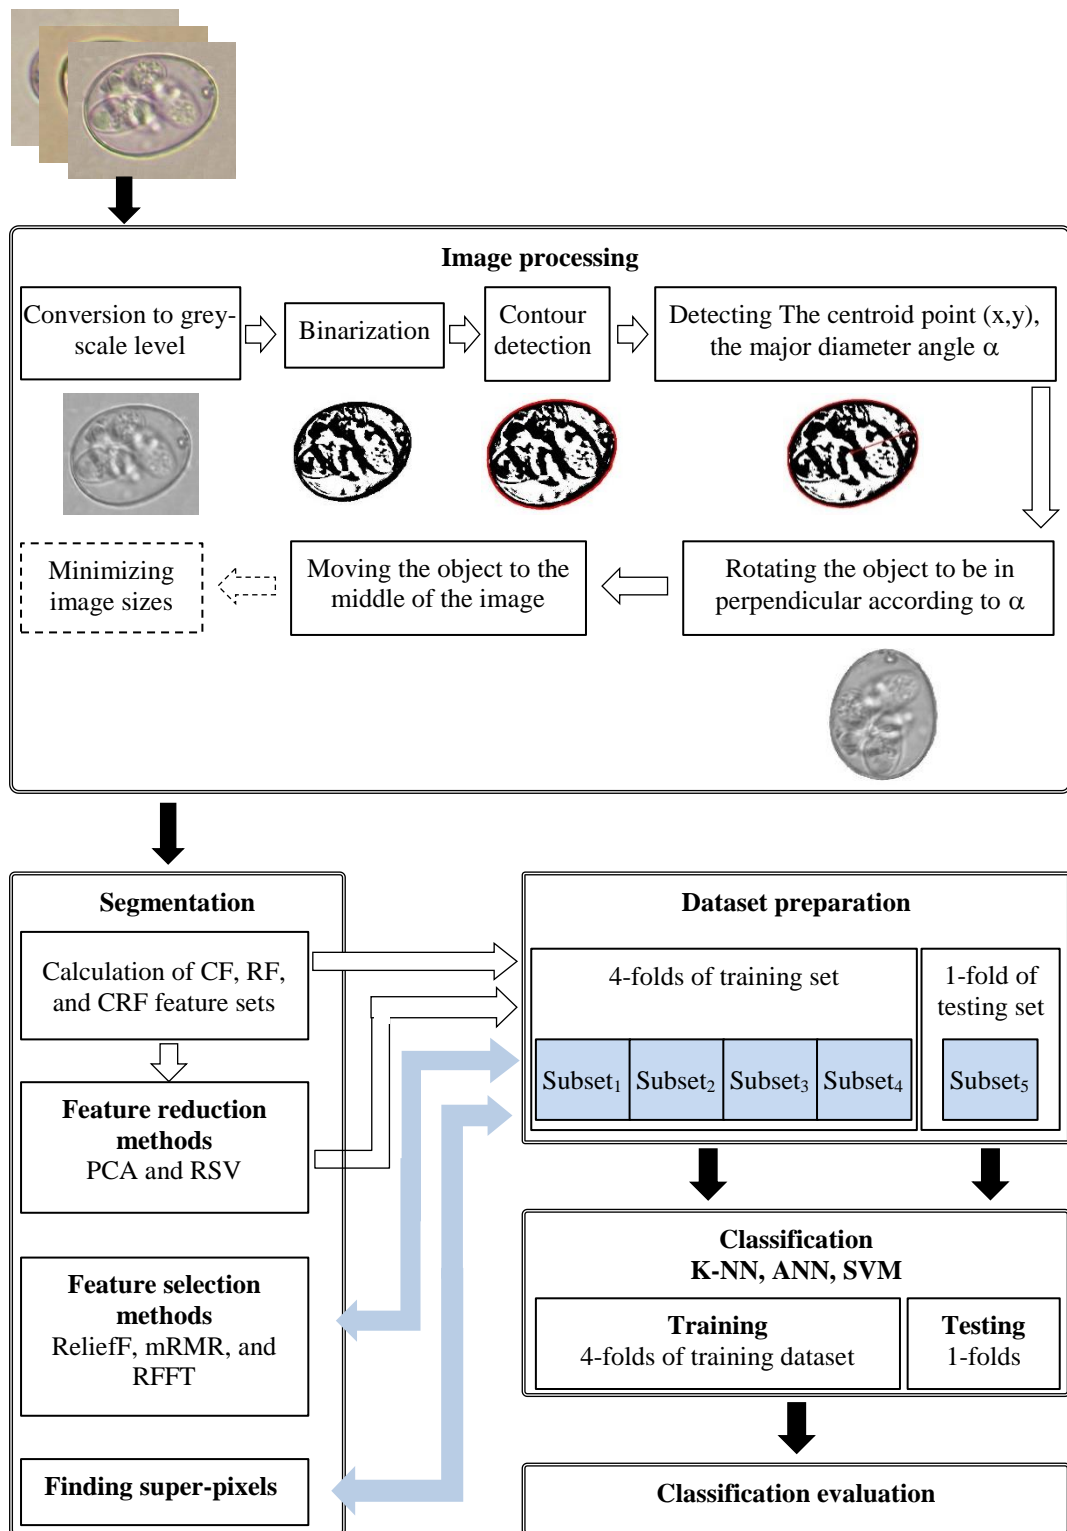 Image processing
Conversion to grey-
scale level
Binarization
Contour
detection
Detecting The centroid point (x,y),
the major diameter angle α
Minimizing
image sizes
Moving the object to the
middle of the image
Rotating the object to be in
perpendicular according to α
Segmentation
Calculation of CF, RF,
and CRF feature sets
Feature reduction
methods
PCA and RSV
Feature selection
methods
ReliefF, mRMR, and
RFFT
Finding super-pixels
Dataset preparation
4-folds of training set
1-fold of
testing set
Subset₁ Subset₂ Subset₃ Subset₄
Subset₅
Classification
K-NN, ANN, SVM
Training
4-folds of training dataset
Testing
1-folds
Classification evaluation